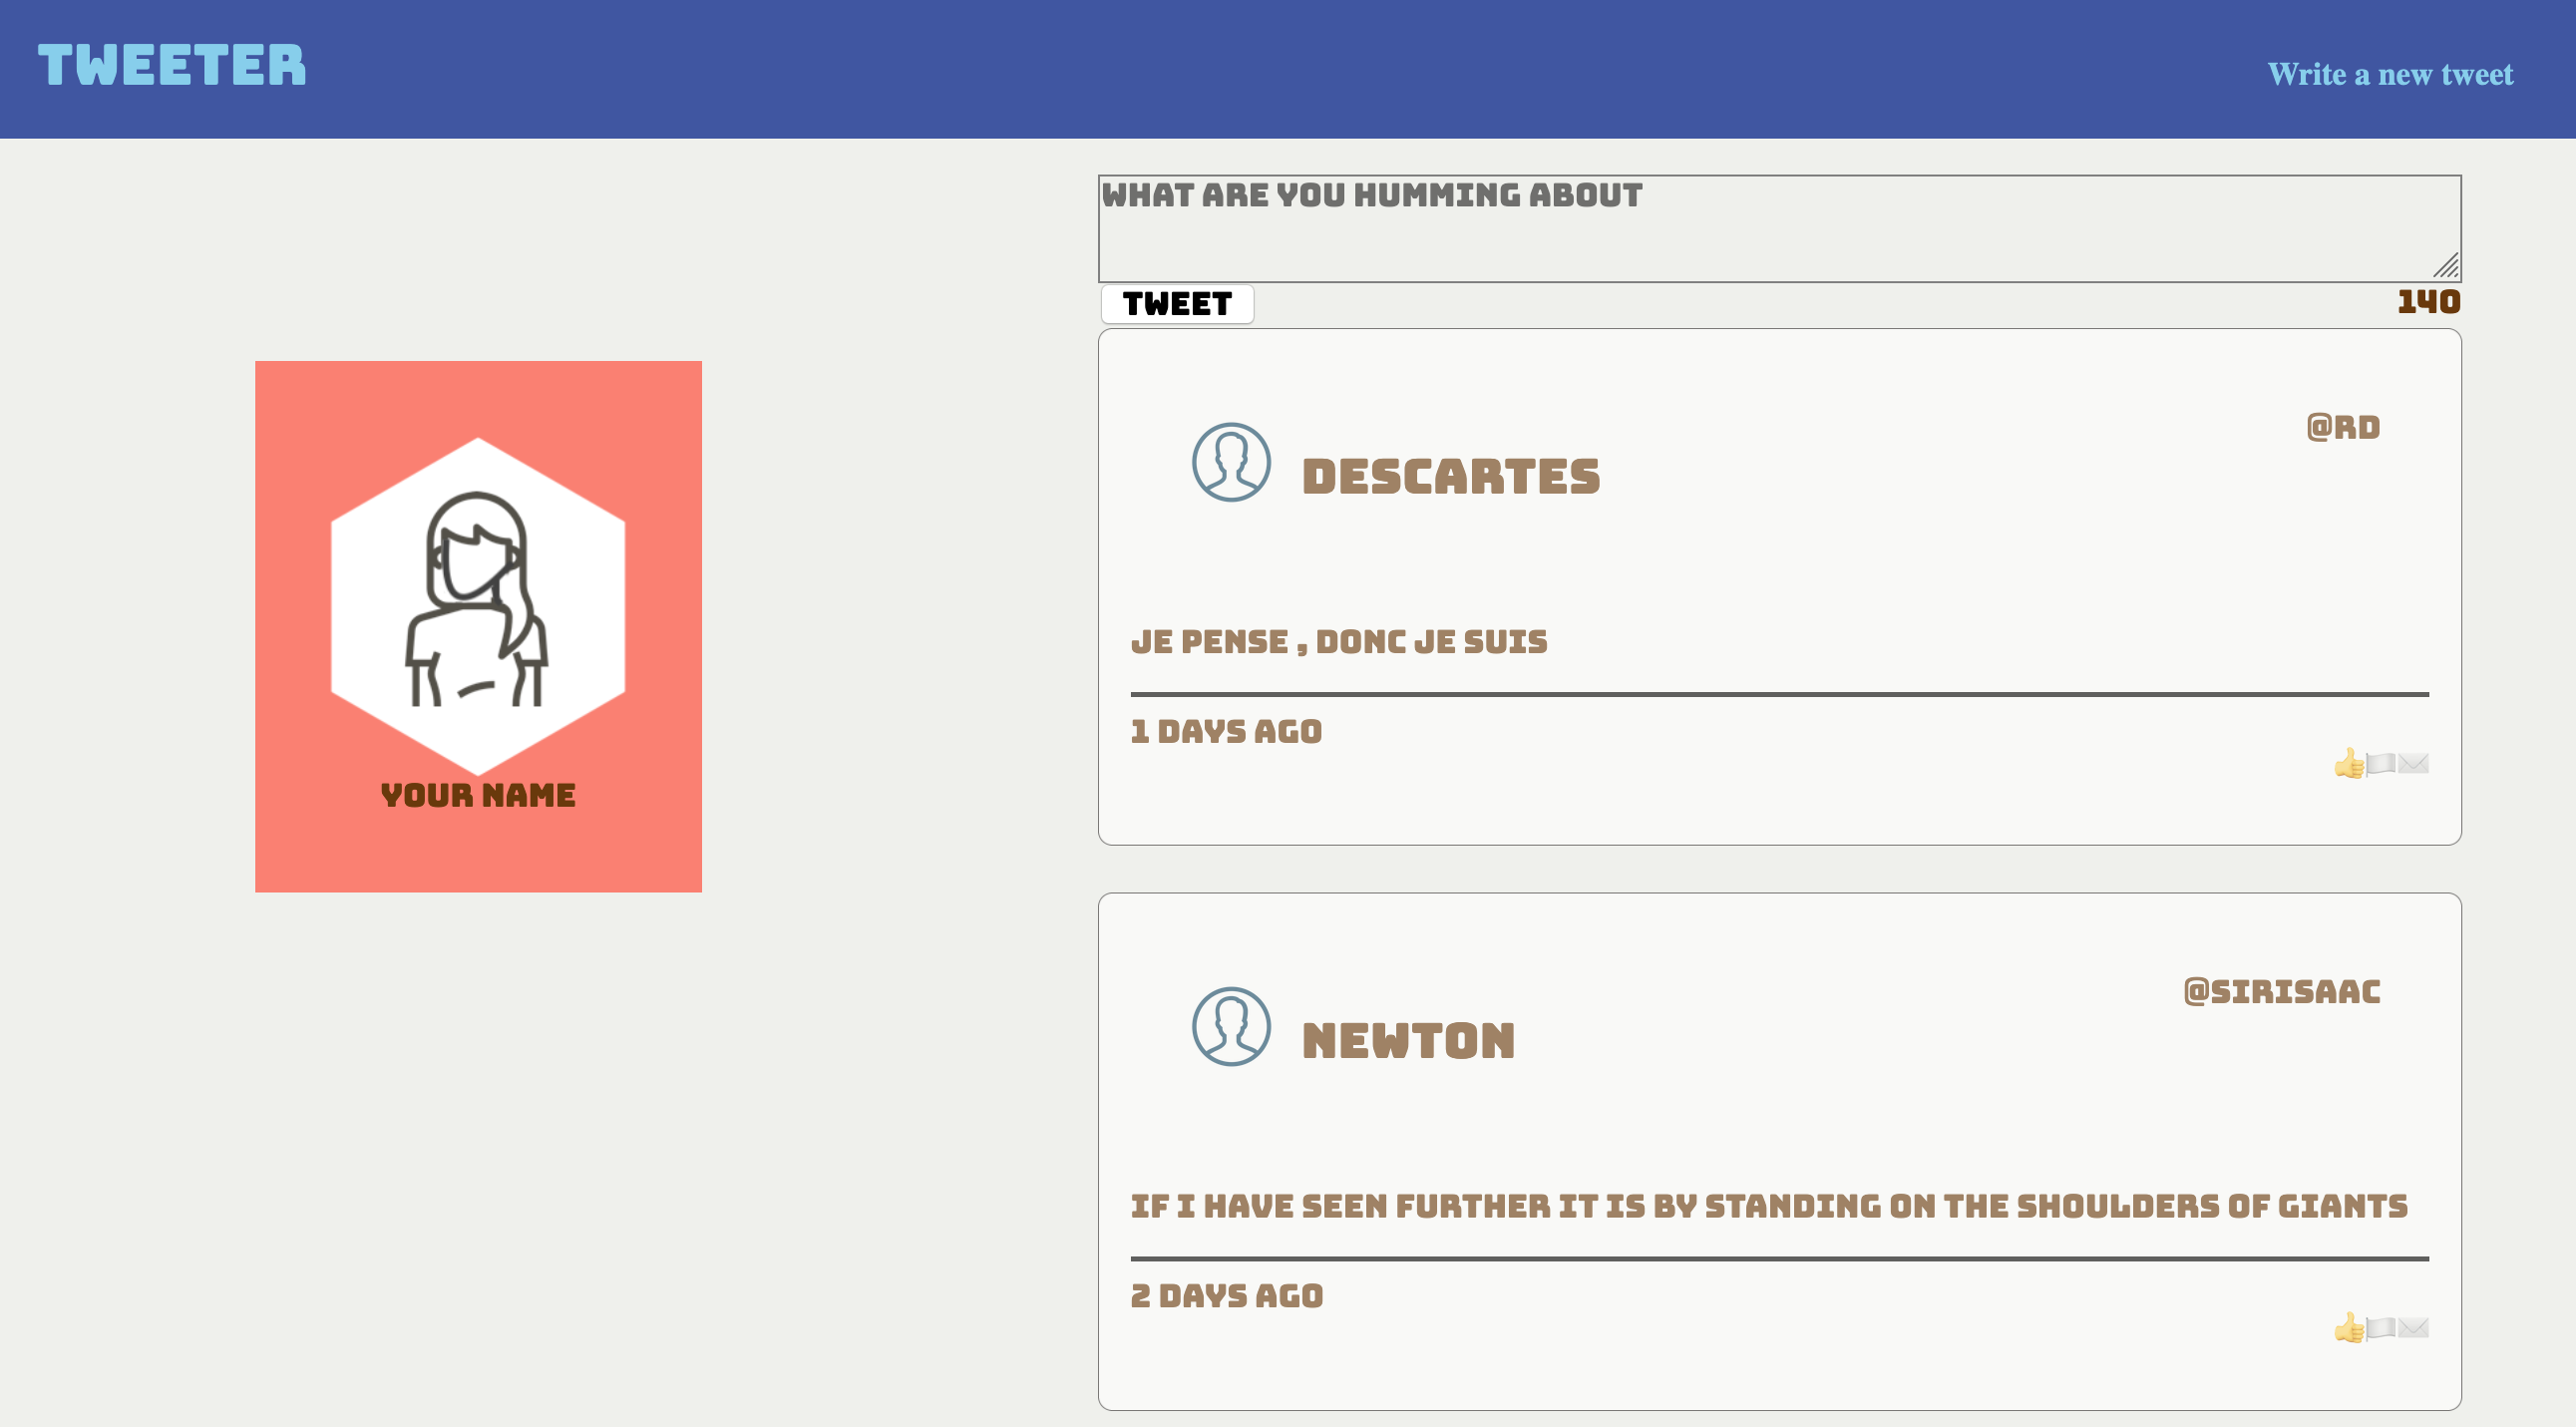 TWEETER
Write a new tweet
WHAT ARE YOU HUMMING ABOUT
TWEET
140
YOUR NAME
@RD
DESCARTES
JE PENSE , DONC JE SUIS
1 DAYS AGO
@SIRISAAC
NEWTON
IF I HAVE SEEN FURTHER IT IS BY STANDING ON THE SHOULDERS OF GIANTS
2 DAYS AGO